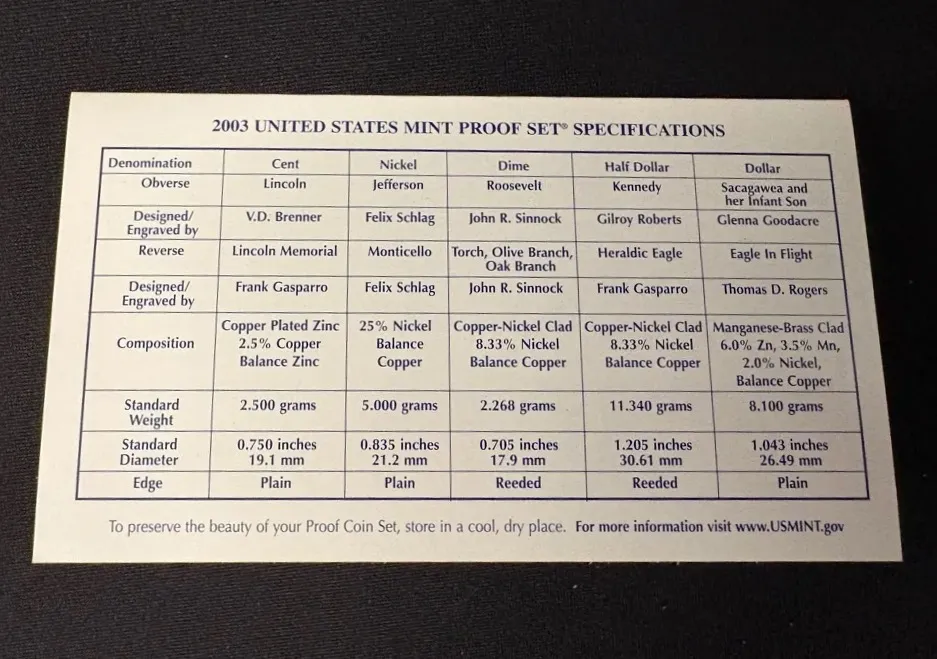 2003 UNITED STATES MINT PROOF SET® SPECIFICATIONS
Denomination Cent Nickel Dime Half Dollar Dollar
Obverse Lincoln Jefferson Roosevelt Kennedy Sacagawea and
her Infant Son
Designed/ V.D. Brenner Felix Schlag John R. Sinnock Gilroy Roberts Glenna Goodacre
Engraved by
Reverse Lincoln Memorial Monticello Torch, Olive Branch, Heraldic Eagle Eagle In Flight
Oak Branch
Designed/ Frank Gasparro Felix Schlag John R. Sinnock Frank Gasparro Thomas D. Rogers
Engraved by
Copper Plated Zinc 25% Nickel Copper-Nickel Clad Copper-Nickel Clad Manganese-Brass Clad
Composition 2.5% Copper Balance 8.33% Nickel 8.33% Nickel 6.0% Zn, 3.5% Mn,
Balance Zinc Copper Balance Copper Balance Copper 2.0% Nickel,
Balance Copper
Standard 2.500 grams 5.000 grams 2.268 grams 11.340 grams 8.100 grams
Weight
Standard 0.750 inches 0.835 inches 0.705 inches 1.205 inches 1.043 inches
Diameter 19.1 mm 21.2 mm 17.9 mm 30.61 mm 26.49 mm
Edge Plain Plain Reeded Reeded Plain
To preserve the beauty of your Proof Coin Set, store in a cool, dry place. For more information visit www.USMINT.gov